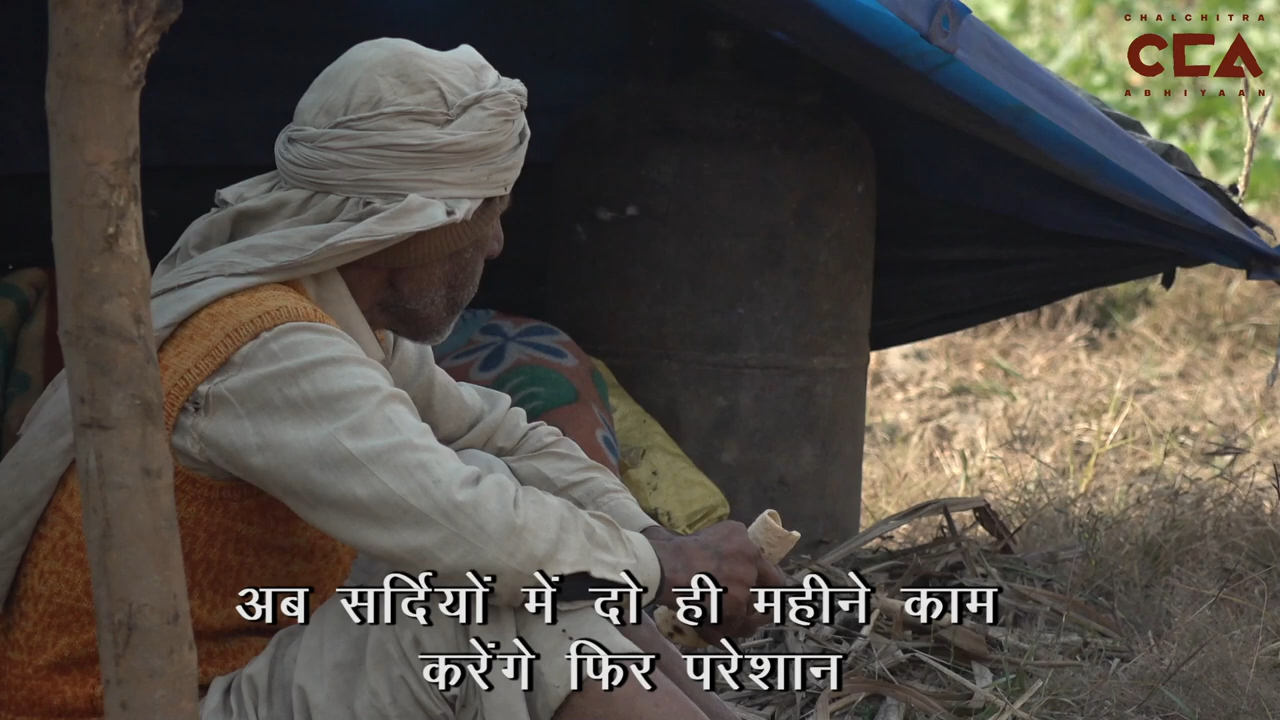 CHALCHITRA
CCA
ABHIYAAN
अब सर्दियों में दो ही महीने काम
करेंगे फिर परेशान